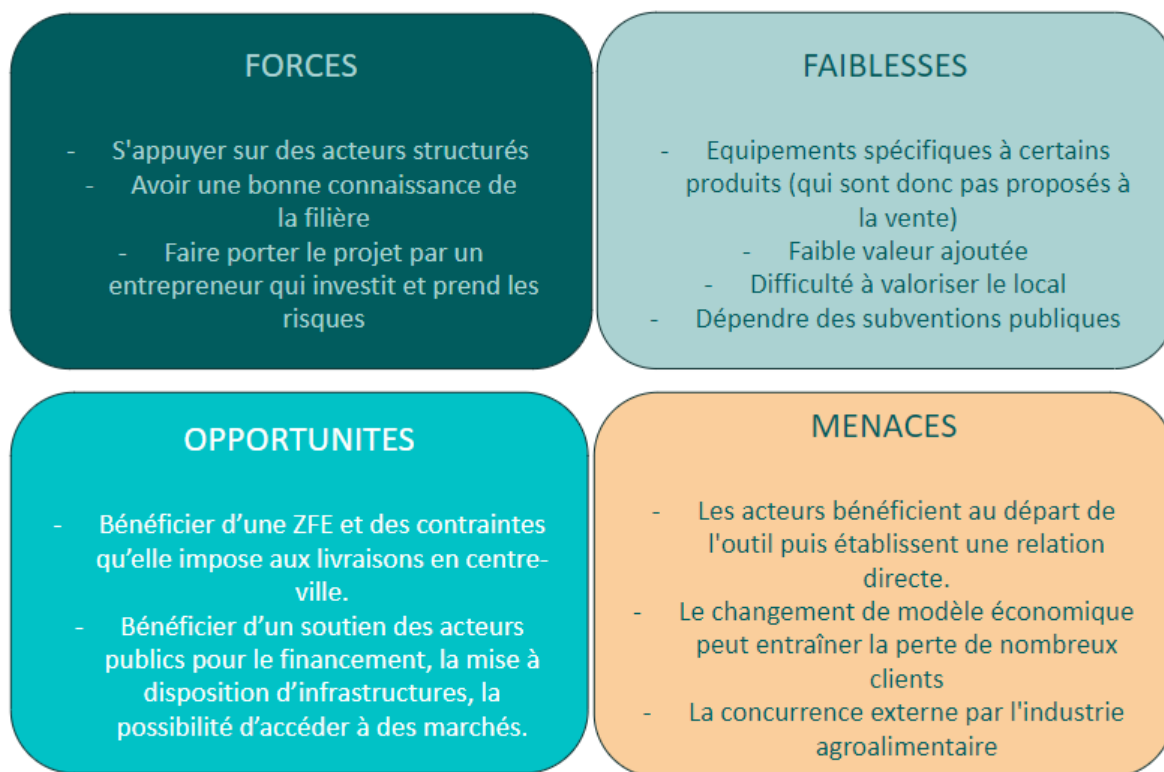 FORCES
- S'appuyer sur des acteurs structurés
- Avoir une bonne connaissance de
la filière
- Faire porter le projet par un
entrepreneur qui investit et prend les
risques
FAIBLESSES
- Equipements spécifiques à certains
produits (qui sont donc pas proposés à
la vente)
- Faible valeur ajoutée
- Difficulté à valoriser le local
- Dépendre des subventions publiques
OPPORTUNITES
- Bénéficier d’une ZFE et des contraintes
qu’elle impose aux livraisons en centre-
ville.
- Bénéficier d’un soutien des acteurs
publics pour le financement, la mise à
disposition d’infrastructures, la
possibilité d’accéder à des marchés.
MENACES
- Les acteurs bénéficient au départ de
l'outil puis établissent une relation
directe.
- Le changement de modèle économique
peut entraîner la perte de nombreux
clients
- La concurrence externe par l'industrie
agroalimentaire